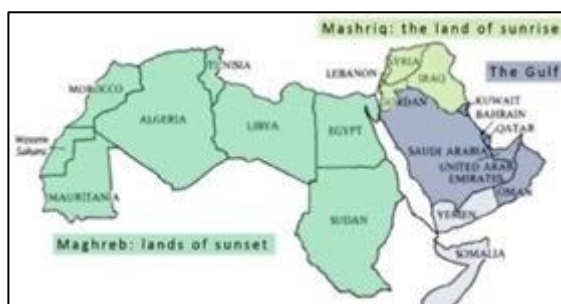 Mashriq: the land of sunrise
SYRIA
LEBANON
IRAQ
The Gulf
TUNISIA
MOROCCO
JORDAN
KUWAIT
BAHRAIN
QATAR
ALGERIA
LIBYA
EGYPT
Western
Sahara
SAUDI ARABIA
UNITED ARAB
EMIRATES
OMAN
MAURITANIA
SUDAN
YEMEN
Maghreb: lands of sunset
SOMALIA